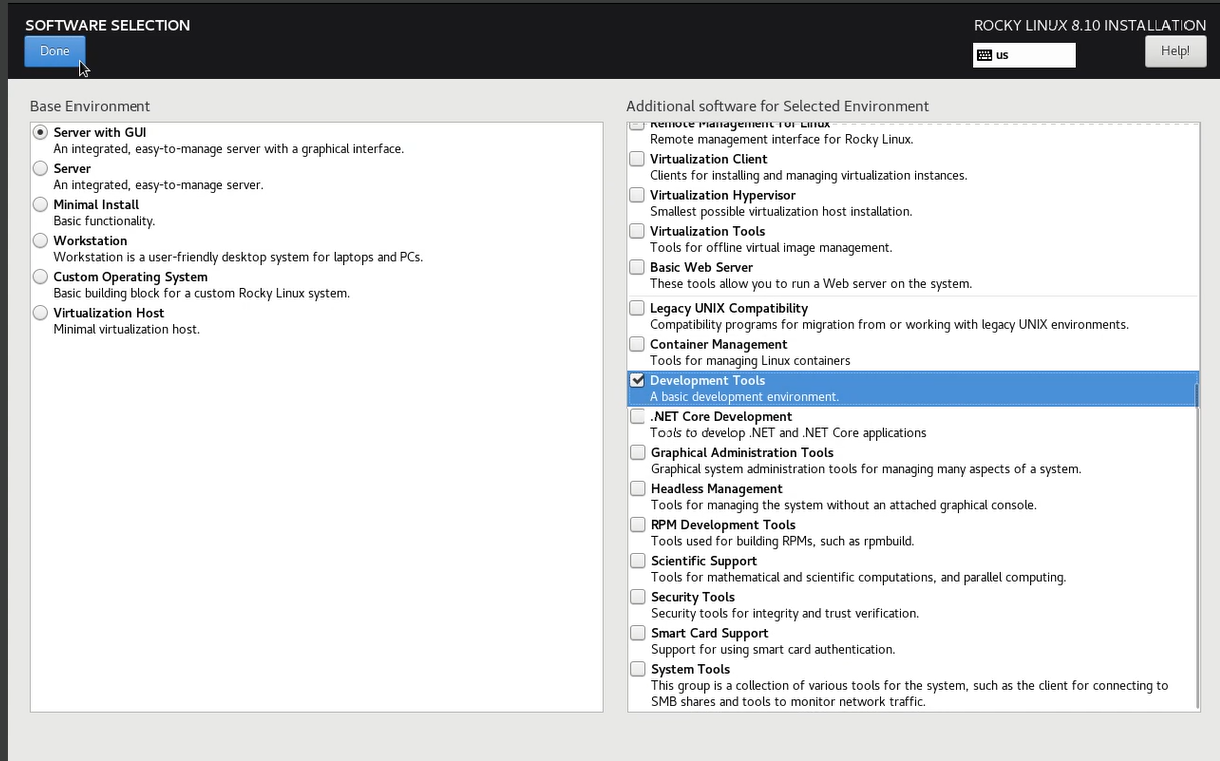 SOFTWARE SELECTION
ROCKY LINUX 8.10 INSTALLATION
Done
us
Help!
Base Environment
Server with GUI
An integrated, easy-to-manage server with a graphical interface.
Server
An integrated, easy-to-manage server.
Minimal Install
Basic functionality.
Workstation
Workstation is a user-friendly desktop system for laptops and PCs.
Custom Operating System
Basic building block for a custom Rocky Linux system.
Virtualization Host
Minimal virtualization host.
Additional software for Selected Environment
Remote Management for Linux
Remote management interface for Rocky Linux.
Virtualization Client
Clients for installing and managing virtualization instances.
Virtualization Hypervisor
Smallest possible virtualization host installation.
Virtualization Tools
Tools for offline virtual image management.
Basic Web Server
These tools allow you to run a Web server on the system.
Legacy UNIX Compatibility
Compatibility programs for migration from or working with legacy UNIX environments.
Container Management
Tools for managing Linux containers
Development Tools
A basic development environment.
.NET Core Development
Tools to develop .NET and .NET Core applications
Graphical Administration Tools
Graphical system administration tools for managing many aspects of a system.
Headless Management
Tools for managing the system without an attached graphical console.
RPM Development Tools
Tools used for building RPMs, such as rpmbuild.
Scientific Support
Tools for mathematical and scientific computations, and parallel computing.
Security Tools
Security tools for integrity and trust verification.
Smart Card Support
Support for using smart card authentication.
System Tools
This group is a collection of various tools for the system, such as the client for connecting to
SMB shares and tools to monitor network traffic.